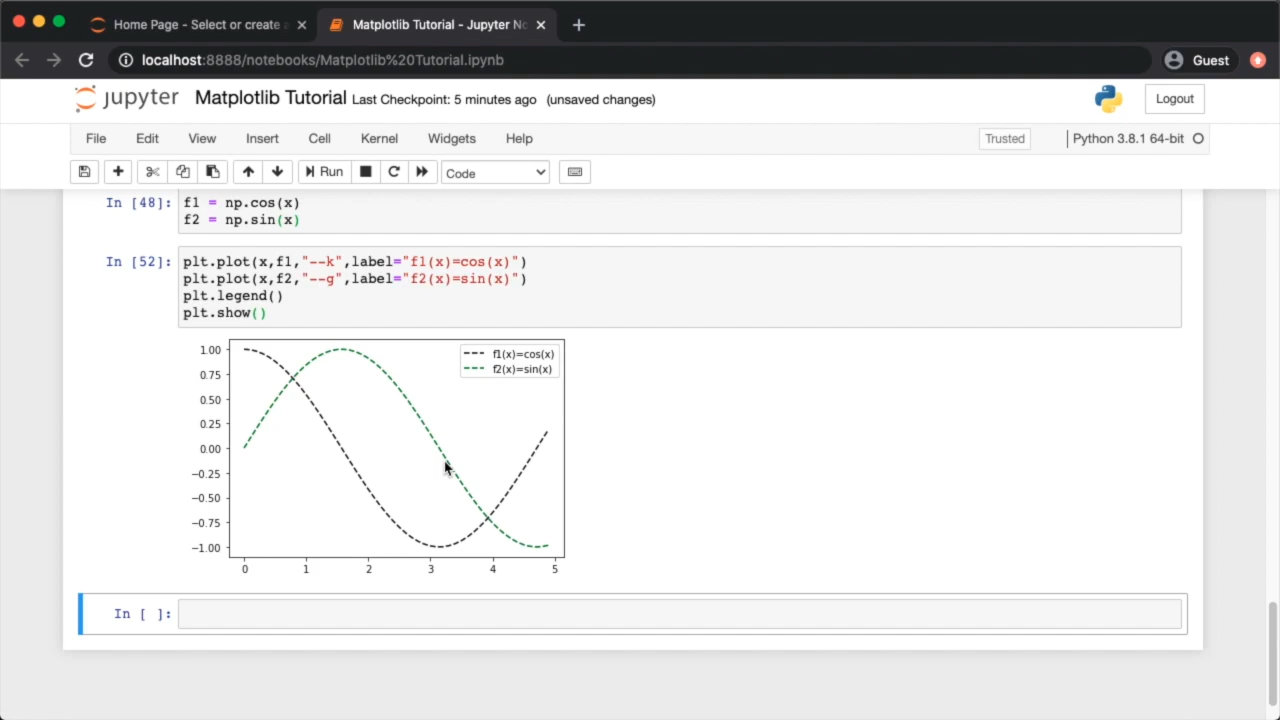 Home Page - Select or create a
Matplotlib Tutorial - Jupyter No
localhost:8888/notebooks/Matplotlib%20Tutorial.ipynb
Guest
jupyter Matplotlib Tutorial Last Checkpoint: 5 minutes ago (unsaved changes)
Logout
File Edit View Insert Cell Kernel Widgets Help
Trusted
Python 3.8.1 64-bit
Run
Code
In [48]: f1 = np.cos(x)
f2 = np.sin(x)
In [52]: plt.plot(x,f1,"--k",label="f1(x)=cos(x)")
plt.plot(x,f2,"--g",label="f2(x)=sin(x)")
plt.legend()
plt.show()
f1(x)=cos(x)
f2(x)=sin(x)
1.00
0.75
0.50
0.25
0.00
−0.25
−0.50
−0.75
−1.00
0 1 2 3 4 5
In [ ]: